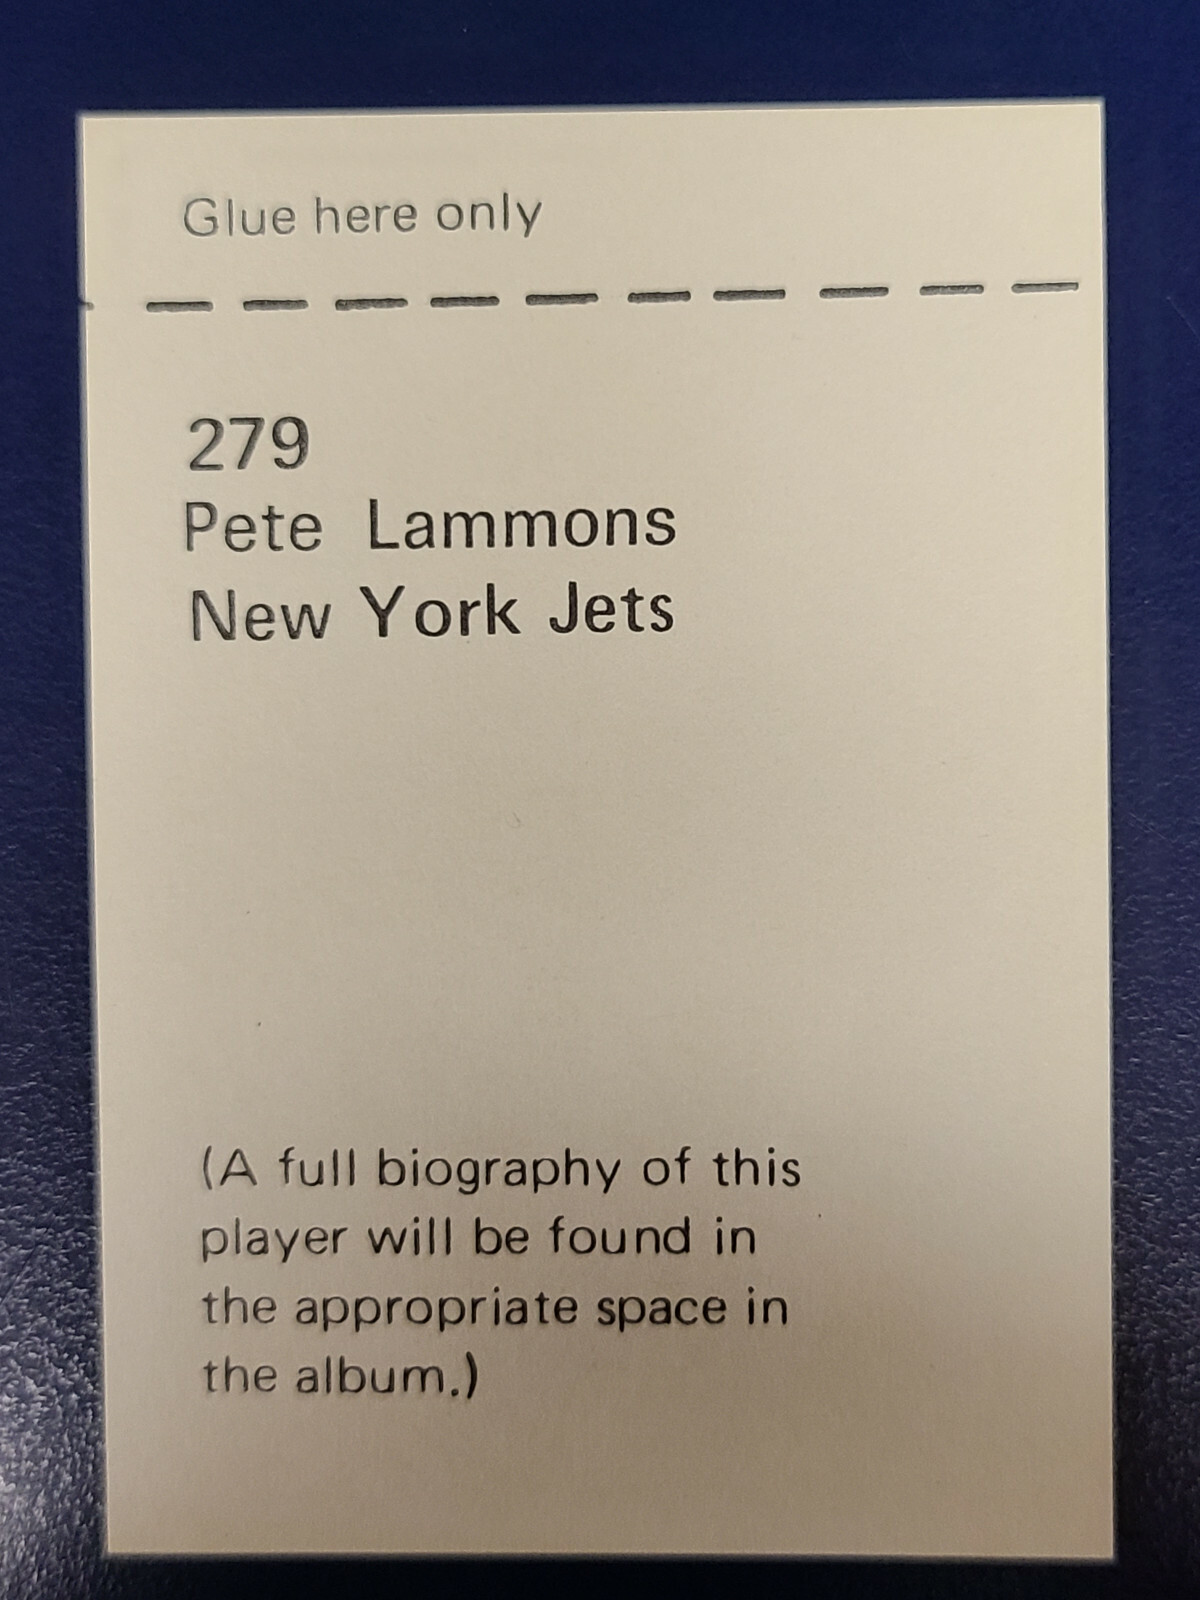 Glue here only
279
Pete Lammons
New York Jets
(A full biography of this
player will be found in
the appropriate space in
the album.)